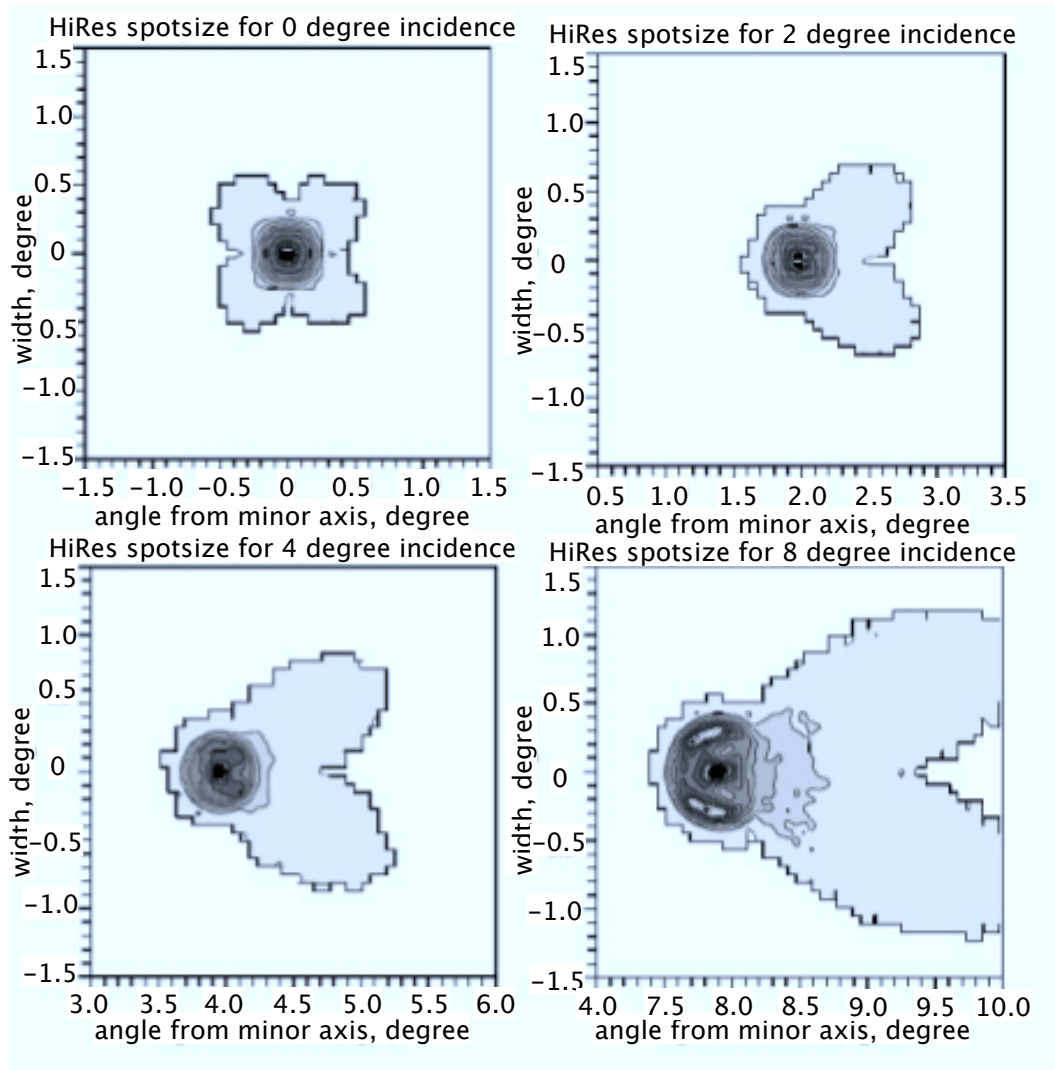 HiRes spotsize for 0 degree incidence
1.5
1.0
0.5
0
0.5
−1.0
−1.5
width, degree
−1.5 −1.0 −0.5 0 0.5 1.0 1.5
angle from minor axis, degree
HiRes spotsize for 2 degree incidence
1.5
1.0
0.5
0
−0.5
−1.0
−1.5
width, degree
0.5 1.0 1.5 2.0 2.5 3.0 3.5
angle from minor axis, degree
HiRes spotsize for 4 degree incidence
1.5
1.0
0.5
0
−0.5
−1.0
−1.5
width, degree
3.0 3.5 4.0 4.5 5.0 5.5 6.0
angle from minor axis, degree
HiRes spotsize for 8 degree incidence
1.5
1.0
0.5
0
−0.5
−1.0
−1.5
width, degree
4.0 7.5 8.0 8.5 9.0 9.5 10.0
angle from minor axis, degree